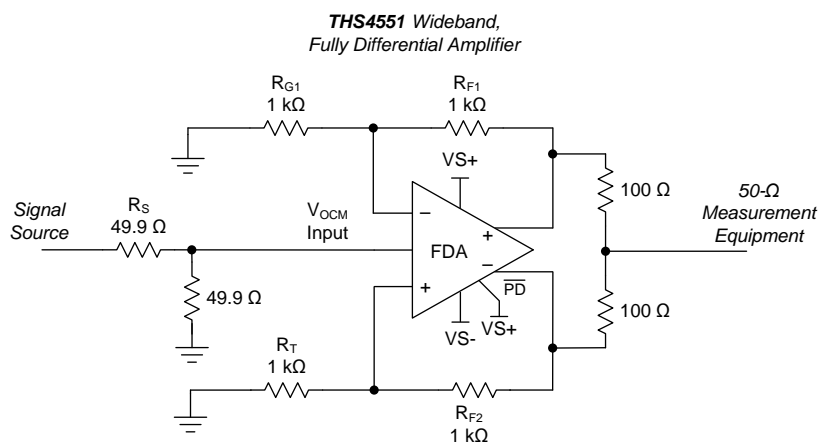 THS4551 Wideband,
Fully Differential Amplifier
RG1
1 kΩ
RF1
1 kΩ
VS+
100 Ω
50-Ω
Measurement
Equipment
Signal
Source
RS
49.9 Ω
VOCM
Input
−
+
FDA
−
+
PD
49.9 Ω
VS-
VS+
100 Ω
RT
1 kΩ
RF2
1 kΩ